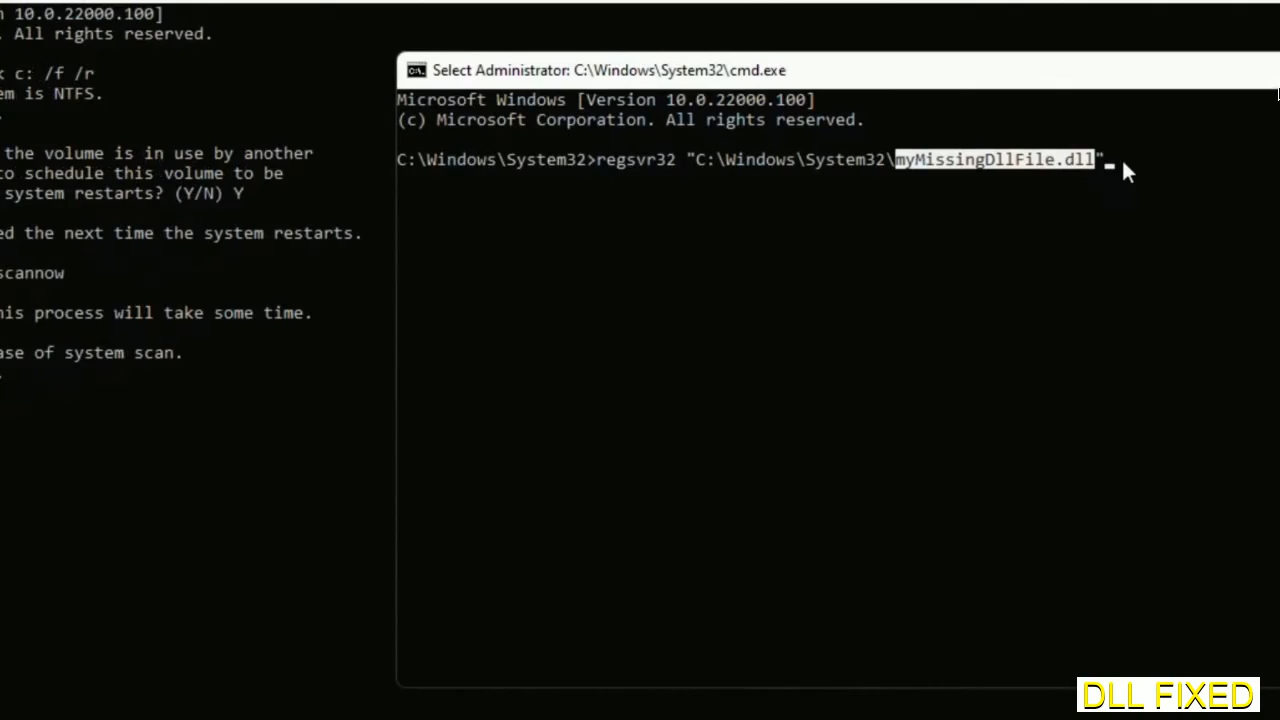 n 10.0.22000.100]
. All rights reserved.
k c: /f /r
em is NTFS.
the volume is in use by another
to schedule this volume to be
system restarts? (Y/N) Y
ed the next time the system restarts.
scannow
his process will take some time.
ase of system scan.
Select Administrator: C:\Windows\System32\cmd.exe
Microsoft Windows [Version 10.0.22000.100]
(c) Microsoft Corporation. All rights reserved.
C:\Windows\System32>regsvr32 "C:\Windows\System32\myMissingDllFile.dll"_
DLL FIXED